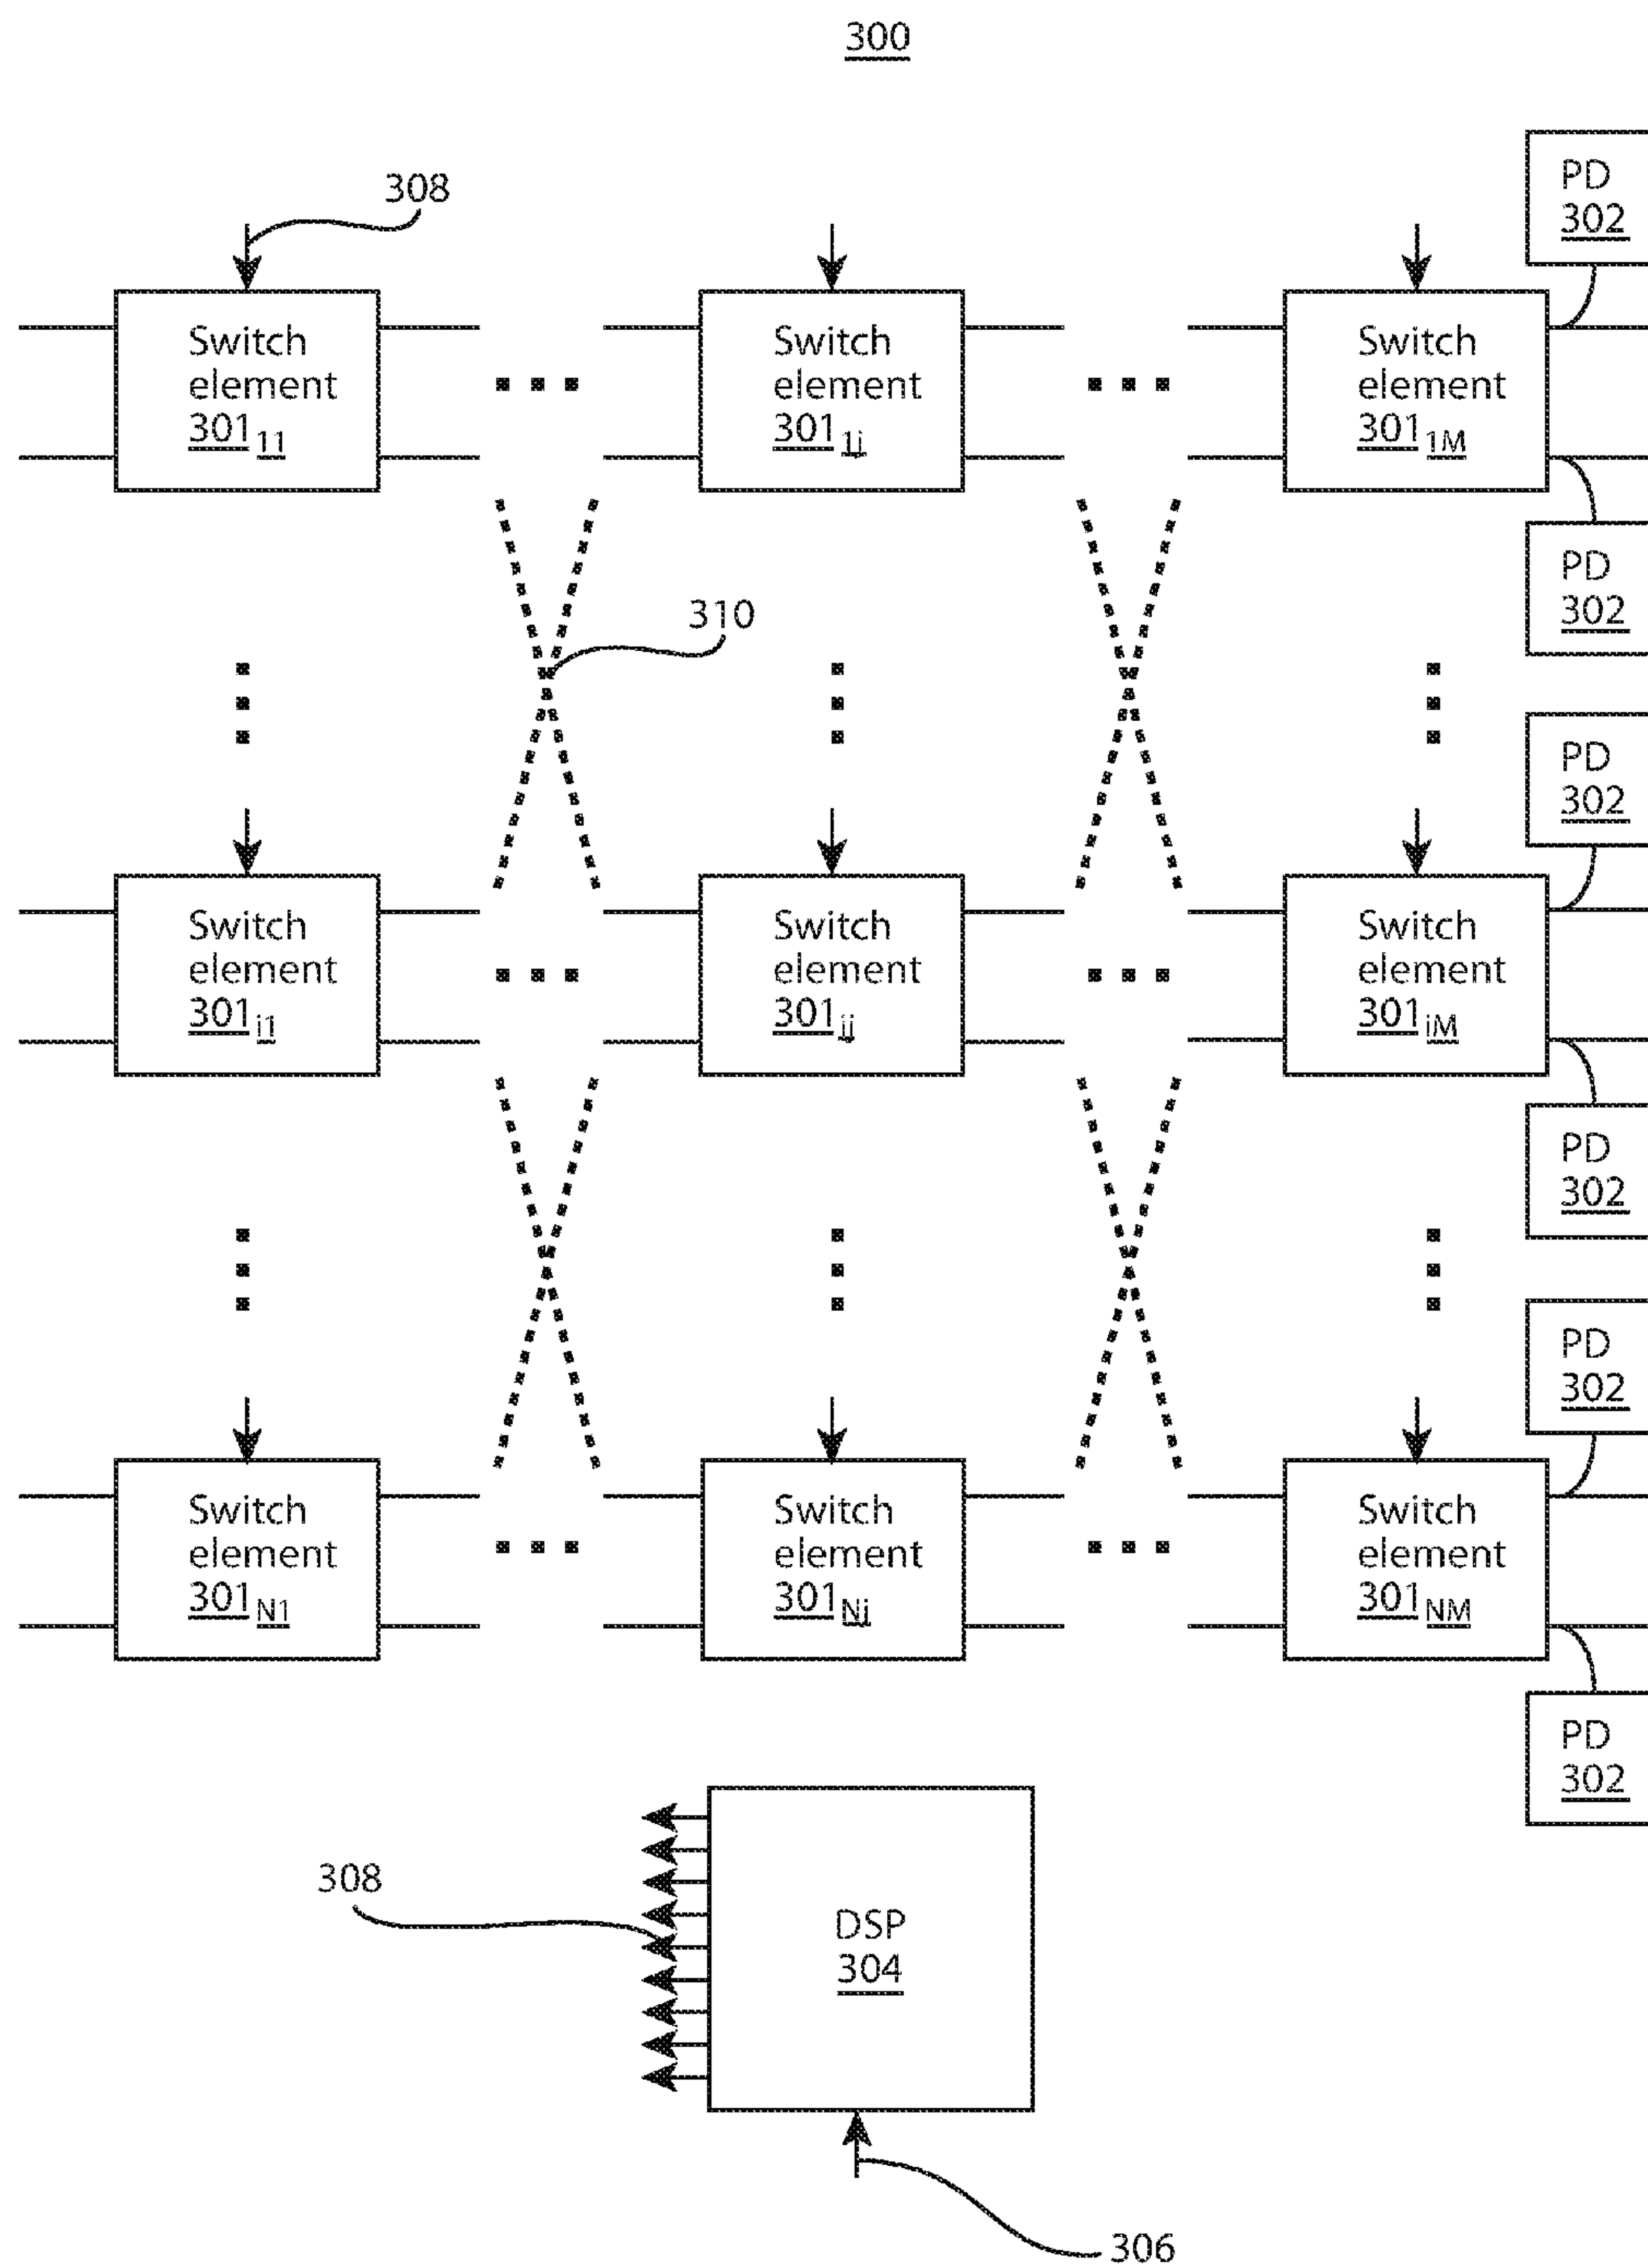 300
308
PD
302
Switch
element
301 11
Switch
element
301 1j
Switch
element
301 1M
PD
302
310
PD
302
Switch
element
301 i1
Switch
element
301 ij
Switch
element
301 iM
PD
302
PD
302
Switch
element
301 N1
Switch
element
301 Nj
Switch
element
301 NM
PD
302
308
DSP
304
306